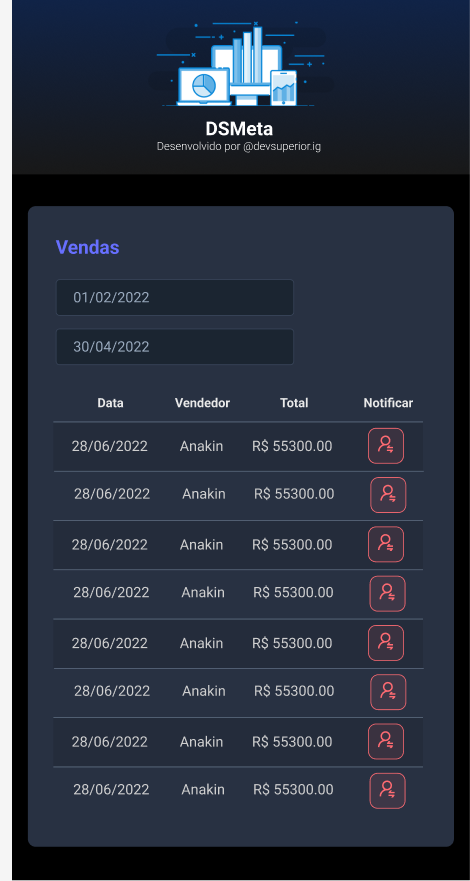 DSMeta
Desenvolvido por @devsuperior.ig
Vendas
01/02/2022
30/04/2022
Data Vendedor Total Notificar
28/06/2022 Anakin R$ 55300.00
28/06/2022 Anakin R$ 55300.00
28/06/2022 Anakin R$ 55300.00
28/06/2022 Anakin R$ 55300.00
28/06/2022 Anakin R$ 55300.00
28/06/2022 Anakin R$ 55300.00
28/06/2022 Anakin R$ 55300.00
28/06/2022 Anakin R$ 55300.00